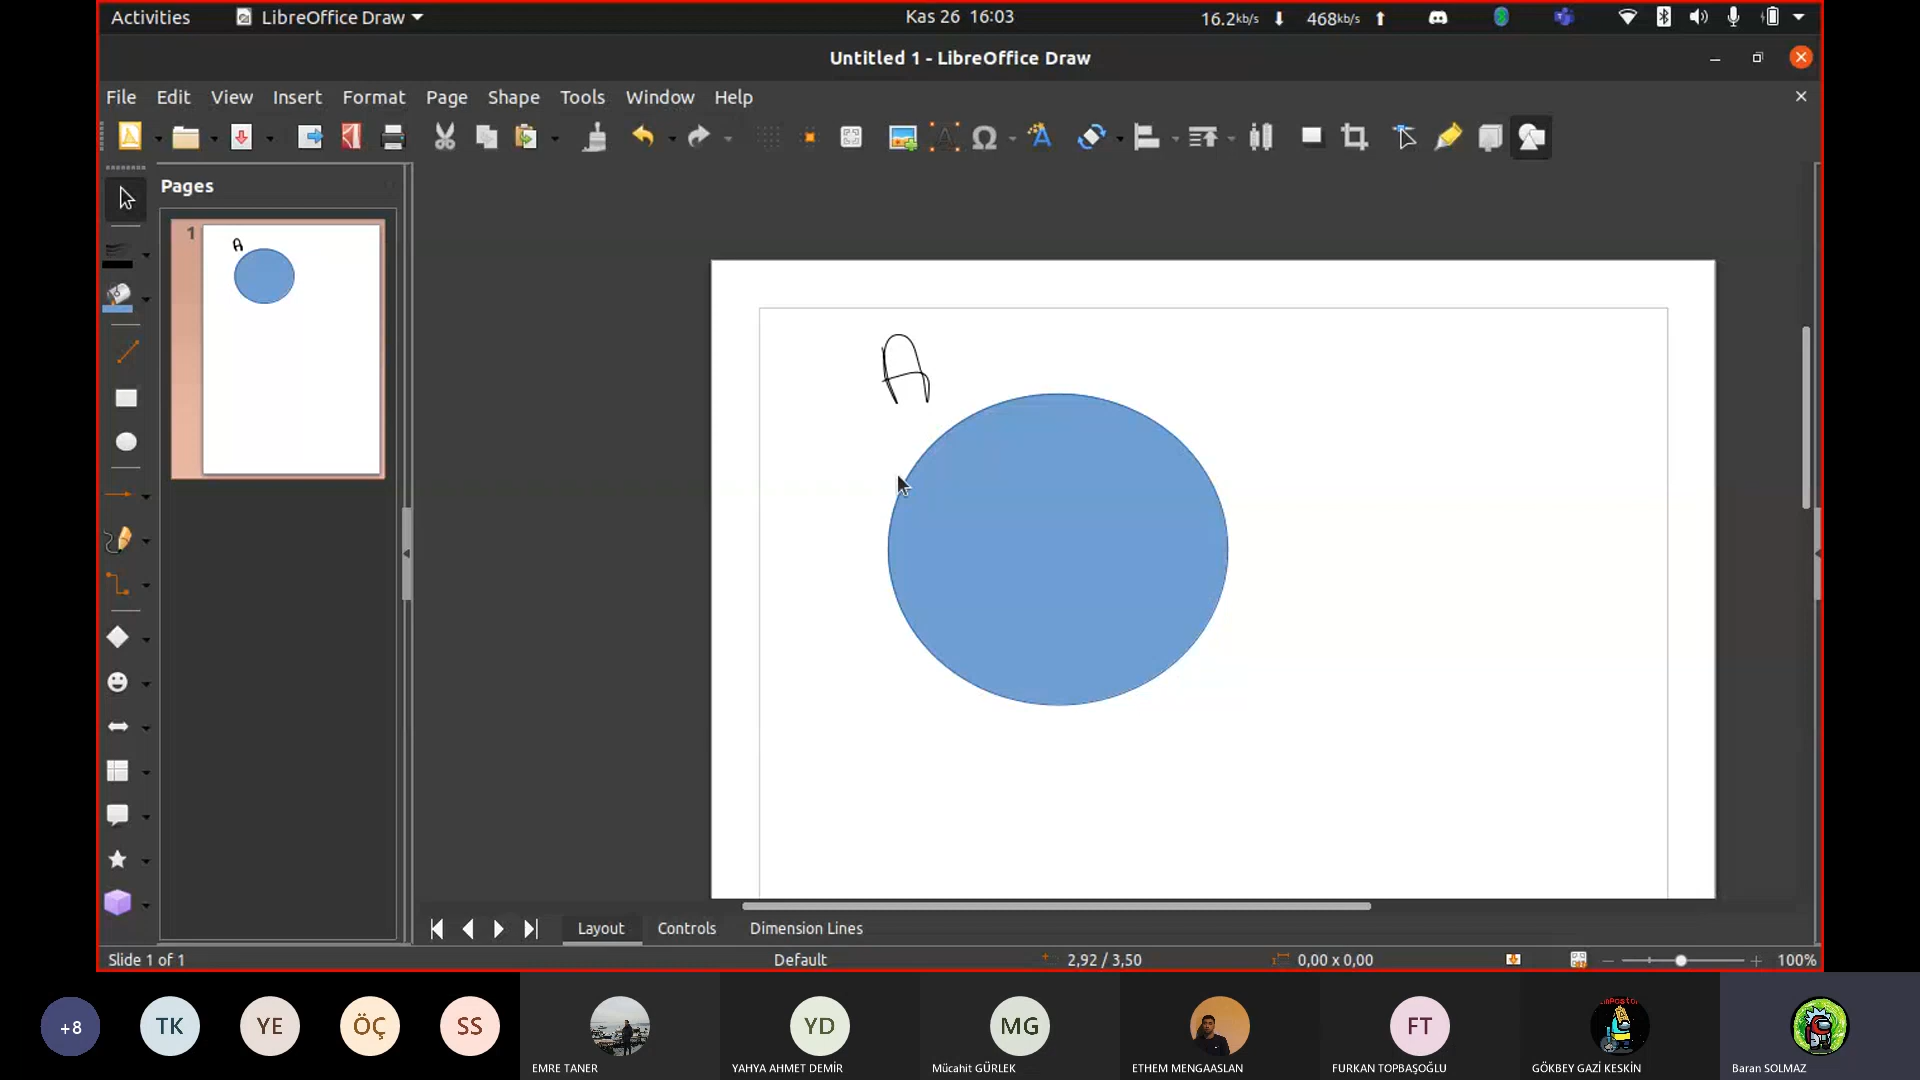 Activities
LibreOffice Draw
Kas 26 16:03
16.2kb/s
468kb/s
Untitled 1 - LibreOffice Draw
File Edit View Insert Format Page Shape Tools Window Help
Pages
1
A
A
Layout Controls Dimension Lines
Slide 1 of 1
Default
2,92 / 3,50
0,00 x 0,00
100%
+8
TK
YE
ÖÇ
SS
EMRE TANER
YD
YAHYA AHMET DEMİR
MG
Mücahit GÜRLEK
ETHEM MENGAASLAN
FT
FURKAN TOPBAŞOĞLU
GÖKBEY GAZİ KESKİN
Baran SOLMAZ